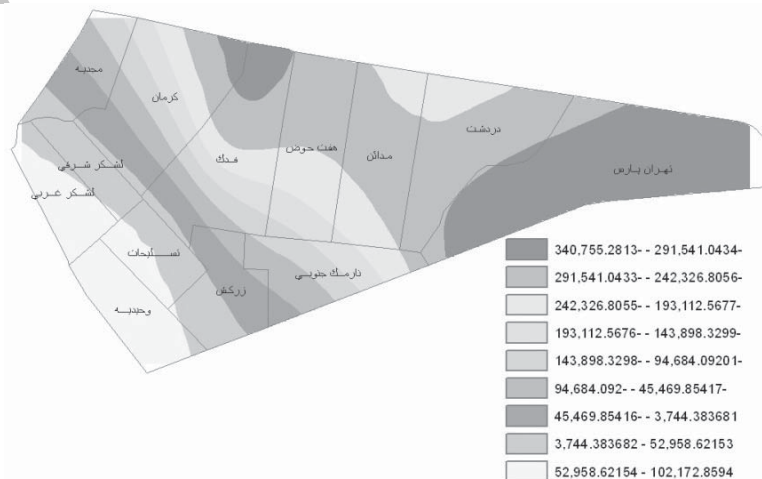 مجدیه
کرمان
دردشت
هفت حوض
مدائن
فدك
لشکر شرقی
تهران پارس
لشکر غربی
تسلیحات
نارمك جنوبی
زرکش
وحیدیه
340,755.2813- - 291,541.0434-
291,541.0433- - 242,326.8056-
242,326.8055- - 193,112.5677-
193,112.5676- - 143,898.3299-
143,898.3298- - 94,684.09201-
94,684.092- - 45,469.85417-
45,469.85416- - 3,744.383681
3,744.383682 - 52,958.62153
52,958.62154 - 102,172.8594